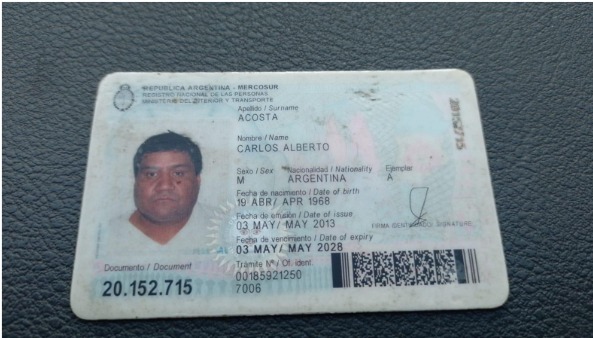 REPUBLICA ARGENTINA - MERCOSUR
REGISTRO NACIONAL DE LAS PERSONAS
MINISTERIO DEL INTERIOR Y TRANSPORTE
Apellido / Surname
ACOSTA
Nombre / Name
CARLOS ALBERTO
Sexo / Sex Nacionalidad / Nationality Ejemplar
M ARGENTINA A
Fecha de nacimiento / Date of birth
19 ABR/ APR 1968
Fecha de emisión / Date of issue
03 MAY/ MAY 2013
FIRMA SIGNATURE
Fecha de vencimiento / Date of expiry
03 MAY/ MAY 2028
Documento / Document
20.152.715
Trámite Nº / Of. ident.
00185921250
7006
20152715